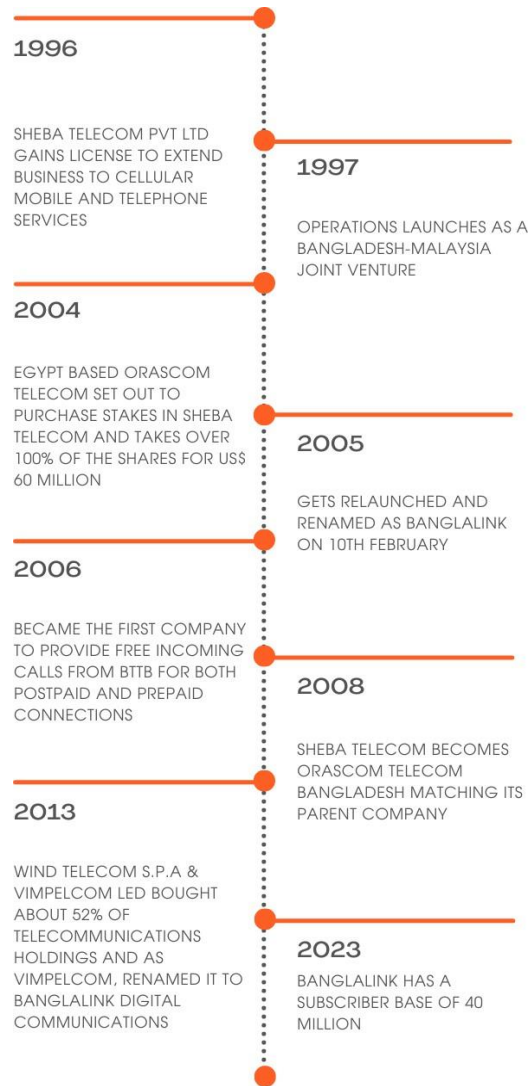 1996
SHEBA TELECOM PVT LTD
GAINS LICENSE TO EXTEND
BUSINESS TO CELLULAR
MOBILE AND TELEPHONE
SERVICES
1997
OPERATIONS LAUNCHES AS A
BANGLADESH-MALAYSIA
JOINT VENTURE
2004
EGYPT BASED ORASCOM
TELECOM SET OUT TO
PURCHASE STAKES IN SHEBA
TELECOM AND TAKES OVER
100% OF THE SHARES FOR US$
60 MILLION
2005
GETS RELAUNCHED AND
RENAMED AS BANGLALINK
ON 10TH FEBRUARY
2006
BECAME THE FIRST COMPANY
TO PROVIDE FREE INCOMING
CALLS FROM BTTB FOR BOTH
POSTPAID AND PREPAID
CONNECTIONS
2008
SHEBA TELECOM BECOMES
ORASCOM TELECOM
BANGLADESH MATCHING ITS
PARENT COMPANY
2013
WIND TELECOM S.P.A &
VIMPELCOM LED BOUGHT
ABOUT 52% OF
TELECOMMUNICATIONS
HOLDINGS AND AS
VIMPELCOM, RENAMED IT TO
BANGLALINK DIGITAL
COMMUNICATIONS
2023
BANGLALINK HAS A
SUBSCRIBER BASE OF 40
MILLION